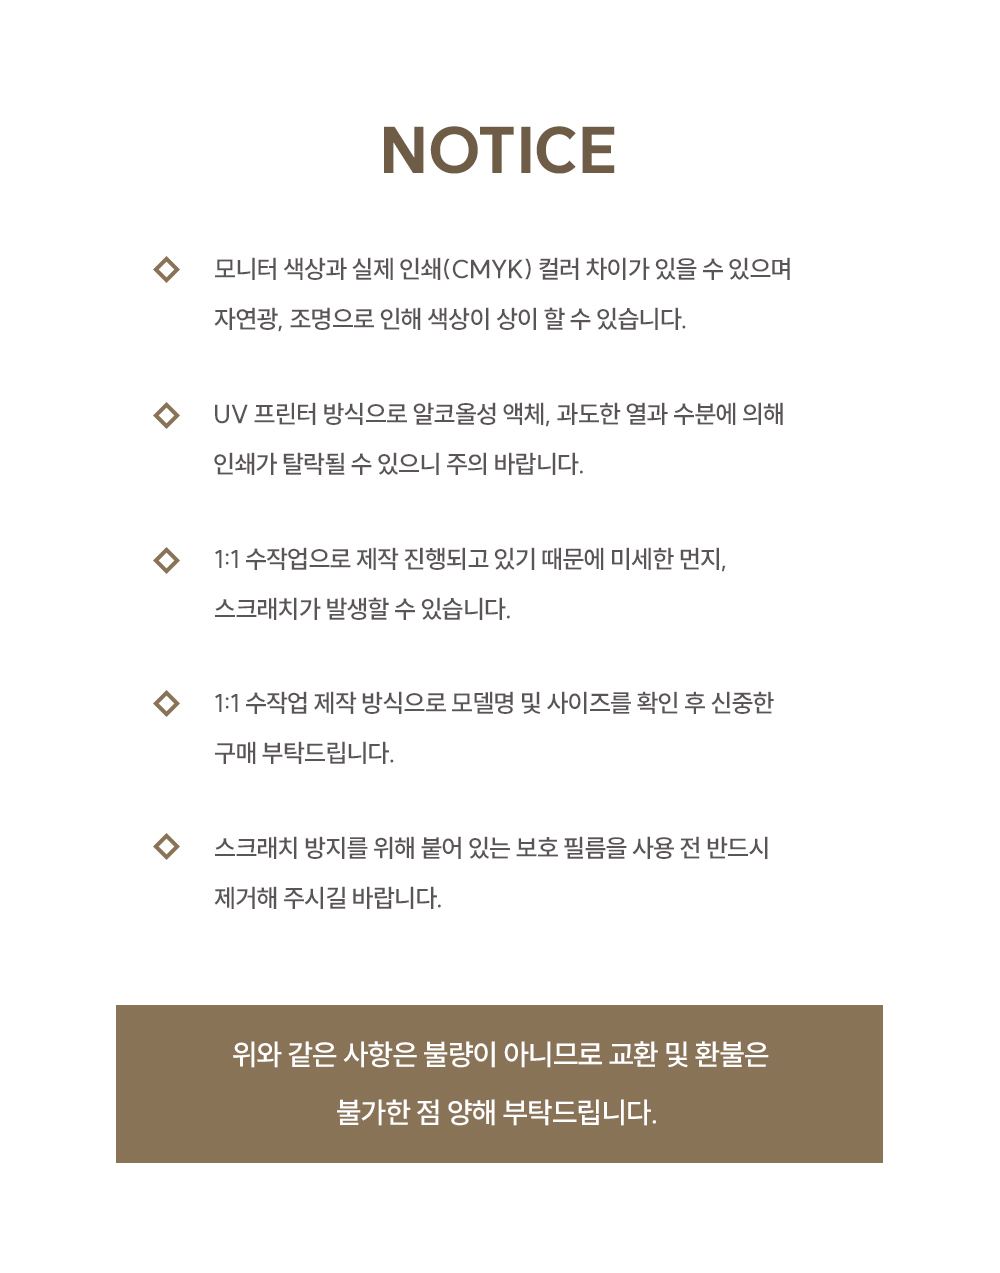 NOTICE
모니터 색상과 실제 인쇄(CMYK) 컬러 차이가 있을 수 있으며
자연광, 조명으로 인해 색상이 상이 할 수 있습니다.
UV 프린터 방식으로 알코올성 액체, 과도한 열과 수분에 의해
인쇄가 탈락될 수 있으니 주의 바랍니다.
1:1 수작업으로 제작 진행되고 있기 때문에 미세한 먼지,
스크래치가 발생할 수 있습니다.
1:1 수작업 제작 방식으로 모델명 및 사이즈를 확인 후 신중한
구매 부탁드립니다.
스크래치 방지를 위해 붙어 있는 보호 필름을 사용 전 반드시
제거해 주시길 바랍니다.
위와 같은 사항은 불량이 아니므로 교환 및 환불은
불가한 점 양해 부탁드립니다.